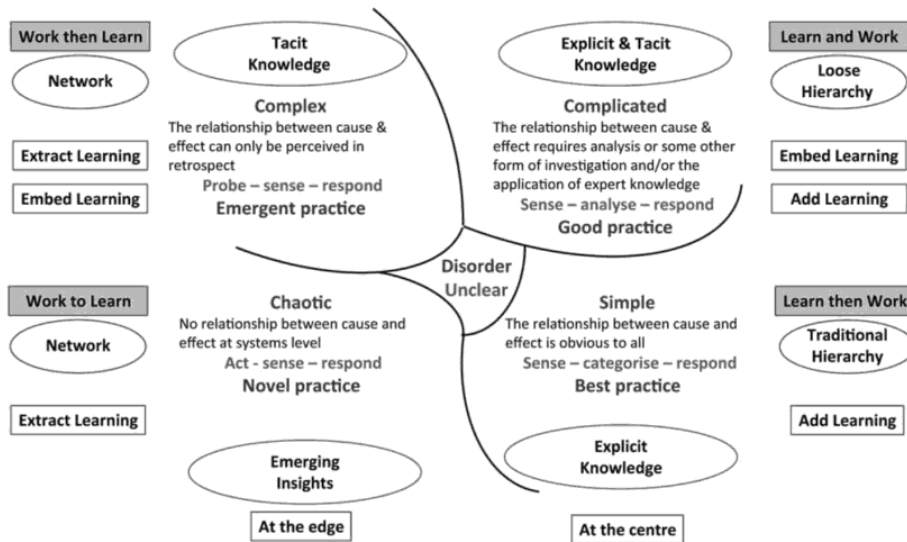 Work then Learn
Network
Extract Learning
Embed Learning
Tacit
Knowledge
Complex
The relationship between cause &
effect can only be perceived in
retrospect
Probe – sense – respond
Emergent practice
Explicit & Tacit
Knowledge
Complicated
The relationship between cause &
effect requires analysis or some other
form of investigation and/or the
application of expert knowledge
Sense – analyse – respond
Good practice
Learn and Work
Loose
Hierarchy
Embed Learning
Add Learning
Disorder
Unclear
Work to Learn
Network
Extract Learning
Chaotic
No relationship between cause and
effect at systems level
Act - sense – respond
Novel practice
Emerging
Insights
At the edge
Simple
The relationship between cause and
effect is obvious to all
Sense – categorise – respond
Best practice
Explicit
Knowledge
At the centre
Learn then Work
Traditional
Hierarchy
Add Learning